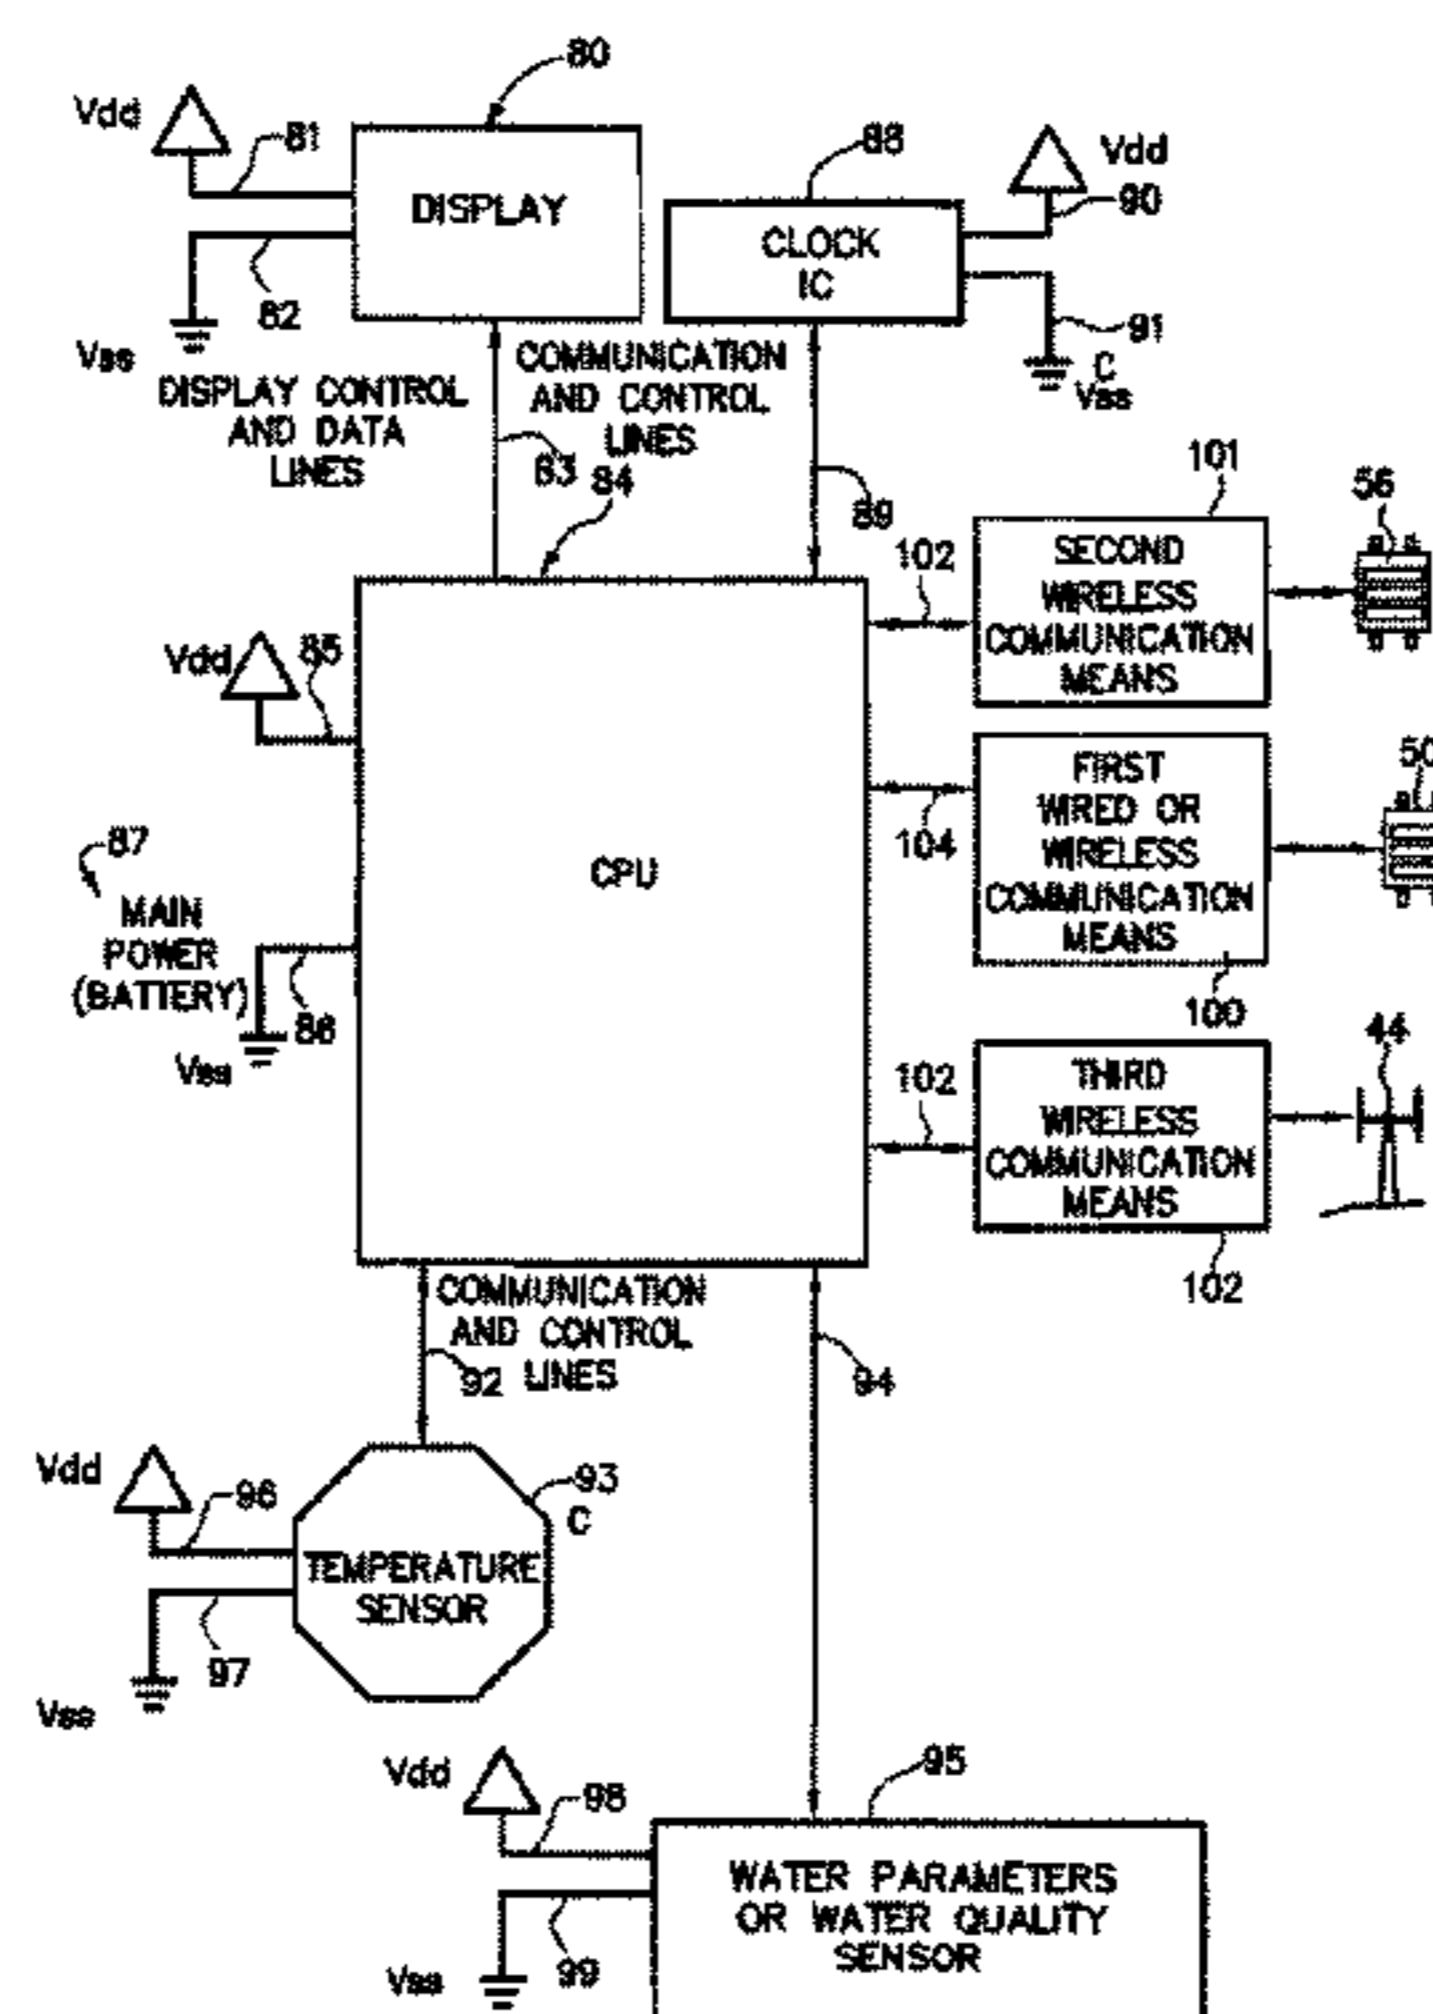 80
Vdd
81
88
Vdd
90
DISPLAY
CLOCK
IC
82
Vss
91
C
Vss
DISPLAY CONTROL
AND DATA
LINES
COMMUNICATION
AND CONTROL
LINES
83
84
89
101
56
102
SECOND
WIRELESS
COMMUNICATION
MEANS
Vdd
85
50
FIRST
WIRED OR
WIRELESS
COMMUNICATION
MEANS
104
87
MAIN
POWER
(BATTERY)
CPU
86
Vss
100
44
102
THIRD
WIRELESS
COMMUNICATION
MEANS
102
COMMUNICATION
AND CONTROL
LINES
92
94
Vdd
96
93
C
TEMPERATURE
SENSOR
97
Vss
Vdd
98
95
WATER PARAMETERS
OR WATER QUALITY
SENSOR
99
Vss